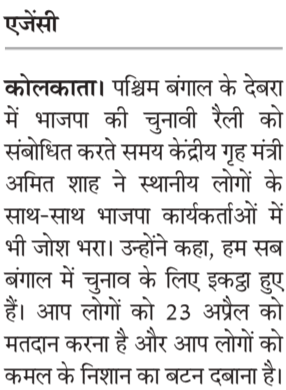 एजेंसी
कोलकाता। पश्चिम बंगाल के देबरा
में भाजपा की चुनावी रैली को
संबोधित करते समय केंद्रीय गृह मंत्री
अमित शाह ने स्थानीय लोगों के
साथ-साथ भाजपा कार्यकर्ताओं में
भी जोश भरा। उन्होंने कहा, हम सब
बंगाल में चुनाव के लिए इकट्ठा हुए
हैं। आप लोगों को 23 अप्रैल को
मतदान करना है और आप लोगों को
कमल के निशान का बटन दबाना है।